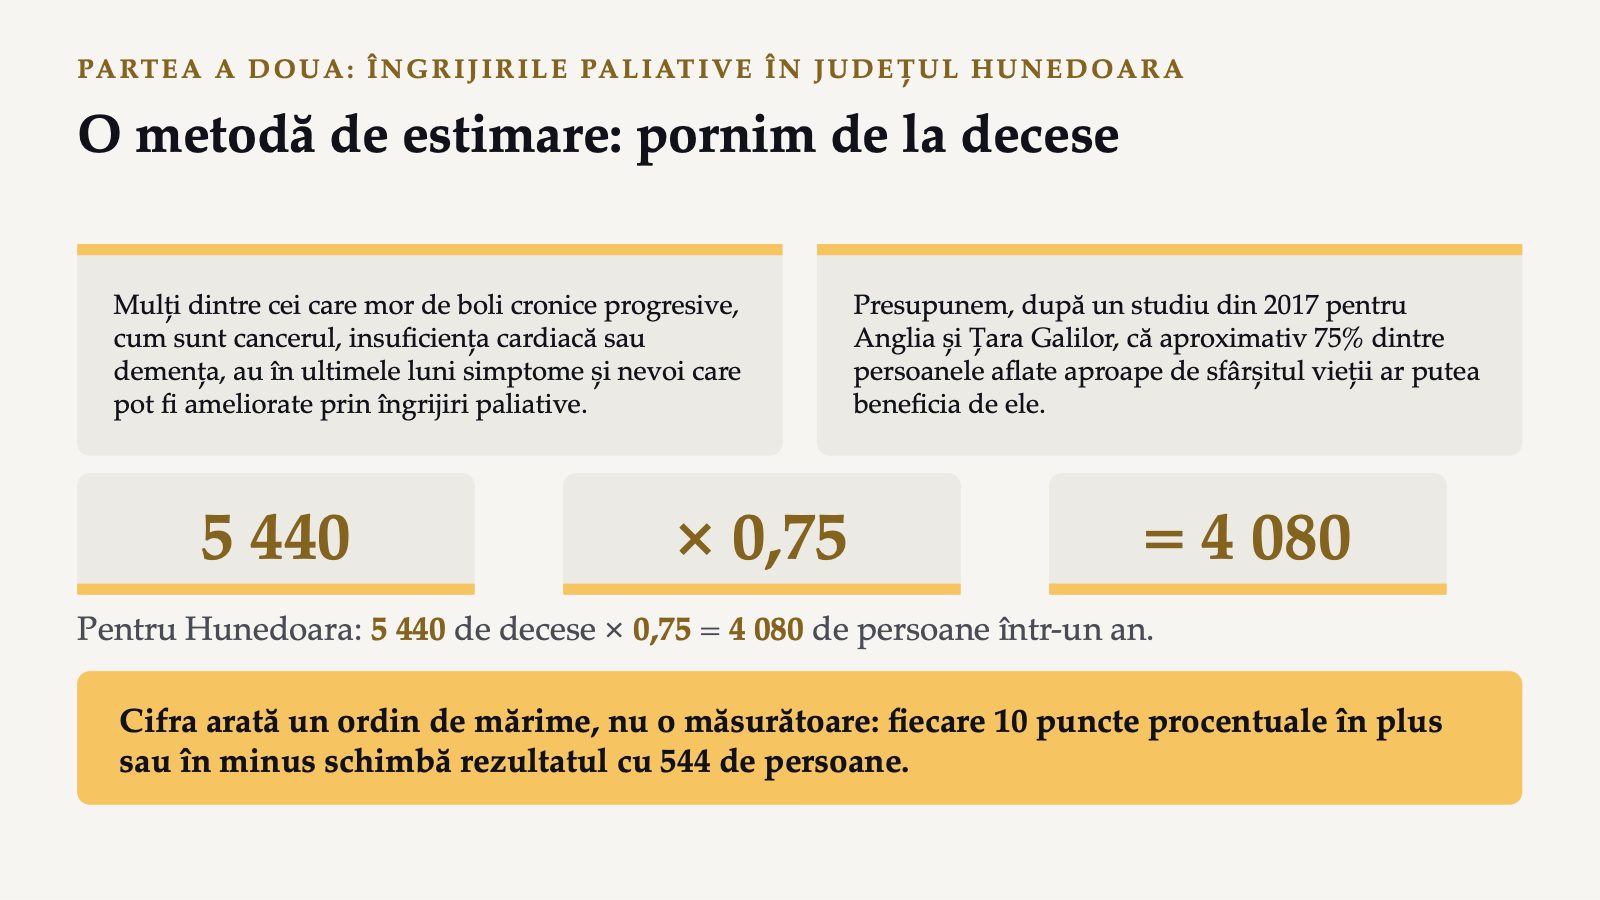 PARTEA A DOUA: ÎNGRIJIRILE PALIATIVE ÎN JUDEȚUL HUNEDOARA
O metodă de estimare: pornim de la decese
Mulți dintre cei care mor de boli cronice progresive,
cum sunt cancerul, insuficiența cardiacă sau
demența, au în ultimele luni simptome și nevoi care
pot fi ameliorate prin îngrijiri paliative.
Presupunem, după un studiu din 2017 pentru
Anglia și Țara Galilor, că aproximativ 75% dintre
persoanele aflate aproape de sfârșitul vieții ar putea
beneficia de ele.
5 440
× 0,75
= 4 080
Pentru Hunedoara: 5 440 de decese × 0,75 = 4 080 de persoane într-un an.
Cifra arată un ordin de mărime, nu o măsurătoare: fiecare 10 puncte procentuale în plus
sau în minus schimbă rezultatul cu 544 de persoane.